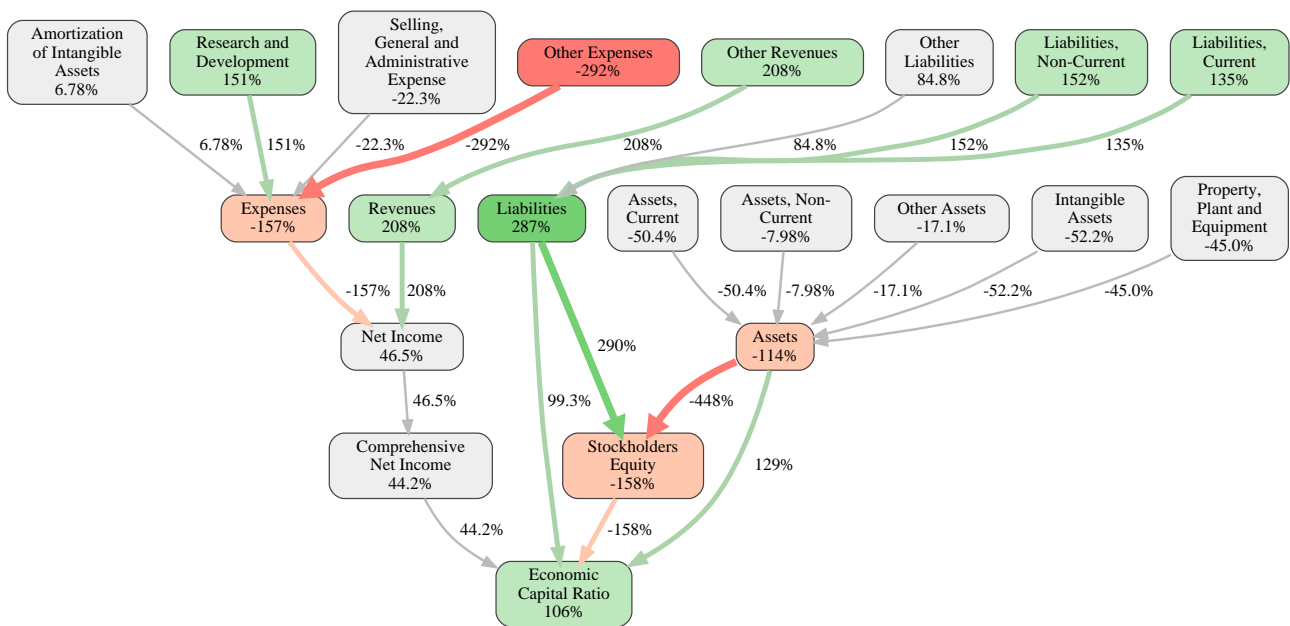 Amortization
of Intangible
Assets
6.78%
Research and
Development
151%
Selling,
General and
Administrative
Expense
-22.3%
Other Expenses
-292%
Other Revenues
208%
Other
Liabilities
84.8%
Liabilities,
Non-Current
152%
Liabilities,
Current
135%
6.78%
151%
-22.3%
-292%
208%
84.8%
152%
135%
Expenses
-157%
Revenues
208%
Liabilities
287%
Assets,
Current
-50.4%
Assets, Non-
Current
-7.98%
Other Assets
-17.1%
Intangible
Assets
-52.2%
Property,
Plant and
Equipment
-45.0%
-157%
208%
-50.4%
-7.98%
-17.1%
-52.2%
-45.0%
Net Income
46.5%
290%
Assets
-114%
46.5%
99.3%
-448%
Comprehensive
Net Income
44.2%
Stockholders
Equity
-158%
129%
44.2%
-158%
Economic
Capital Ratio
106%